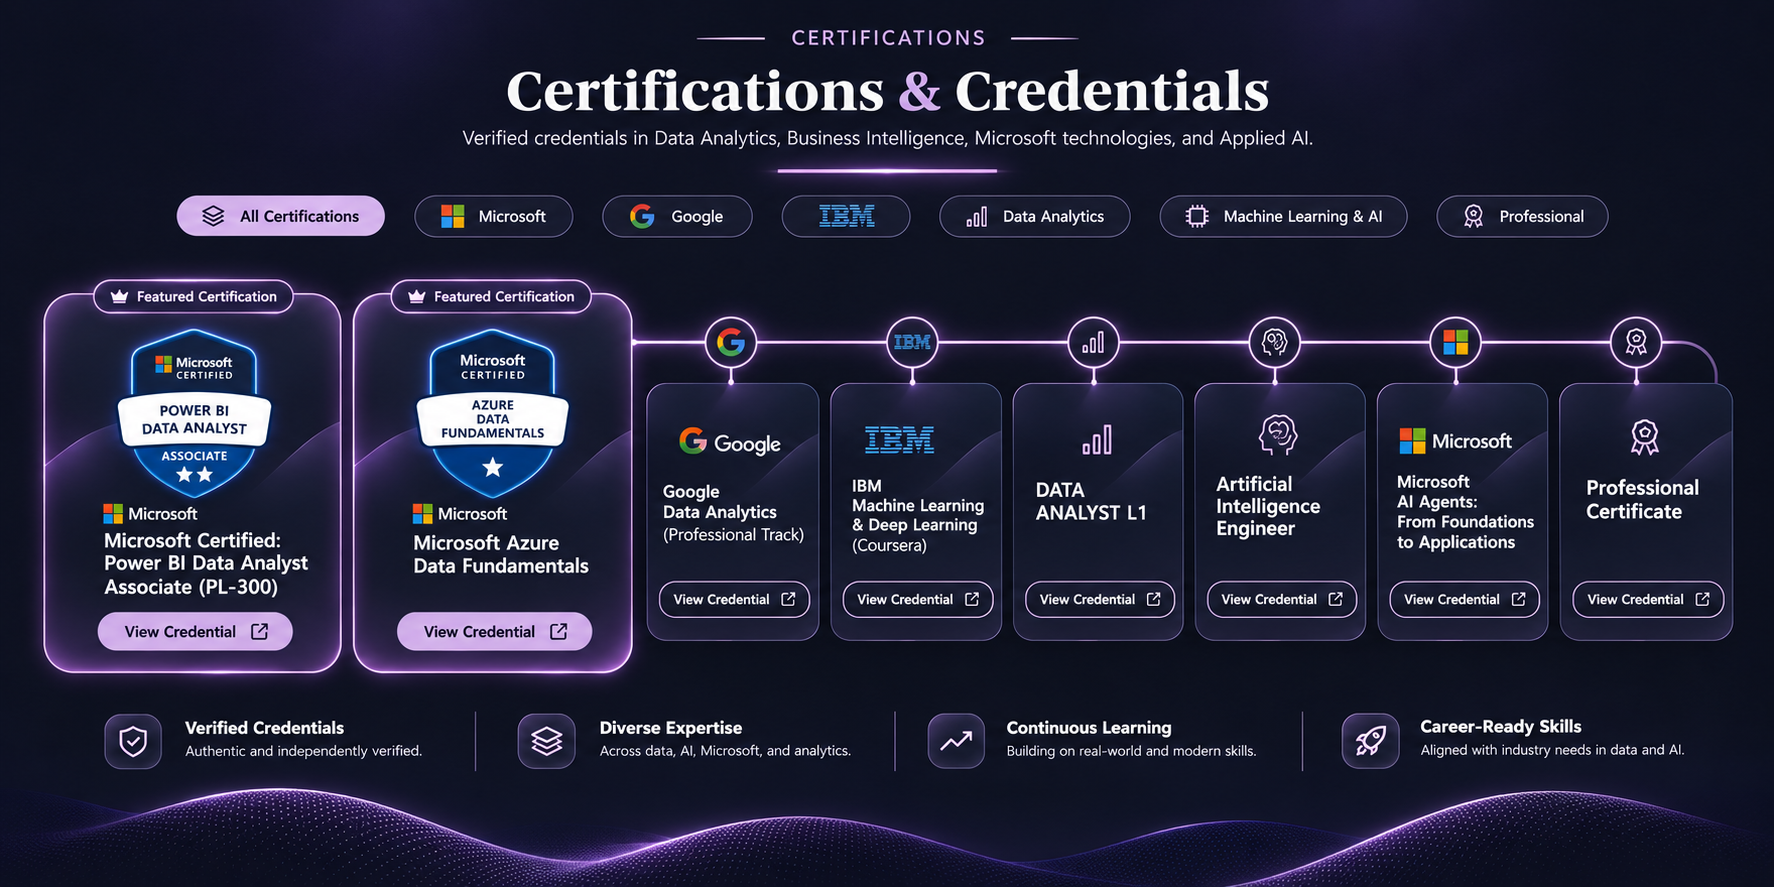 CERTIFICATIONS
Certifications & Credentials
Verified credentials in Data Analytics, Business Intelligence, Microsoft technologies, and Applied AI.
All Certifications
Microsoft
Google
IBM
Data Analytics
Machine Learning & AI
Professional
Featured Certification
Microsoft
CERTIFIED
POWER BI
DATA ANALYST
ASSOCIATE
Microsoft
Microsoft Certified:
Power BI Data Analyst
Associate (PL-300)
View Credential
Featured Certification
Microsoft
CERTIFIED
AZURE
DATA
FUNDAMENTALS
Microsoft
Microsoft Azure
Data Fundamentals
View Credential
G
Google
Google
Data Analytics
(Professional Track)
View Credential
IBM
IBM
IBM
Machine Learning
& Deep Learning
(Coursera)
View Credential
DATA
ANALYST L1
View Credential
Artificial
Intelligence
Engineer
View Credential
Microsoft
Microsoft
AI Agents:
From Foundations
to Applications
View Credential
Professional
Certificate
View Credential
Verified Credentials
Authentic and independently verified.
Diverse Expertise
Across data, AI, Microsoft, and analytics.
Continuous Learning
Building on real-world and modern skills.
Career-Ready Skills
Aligned with industry needs in data and AI.